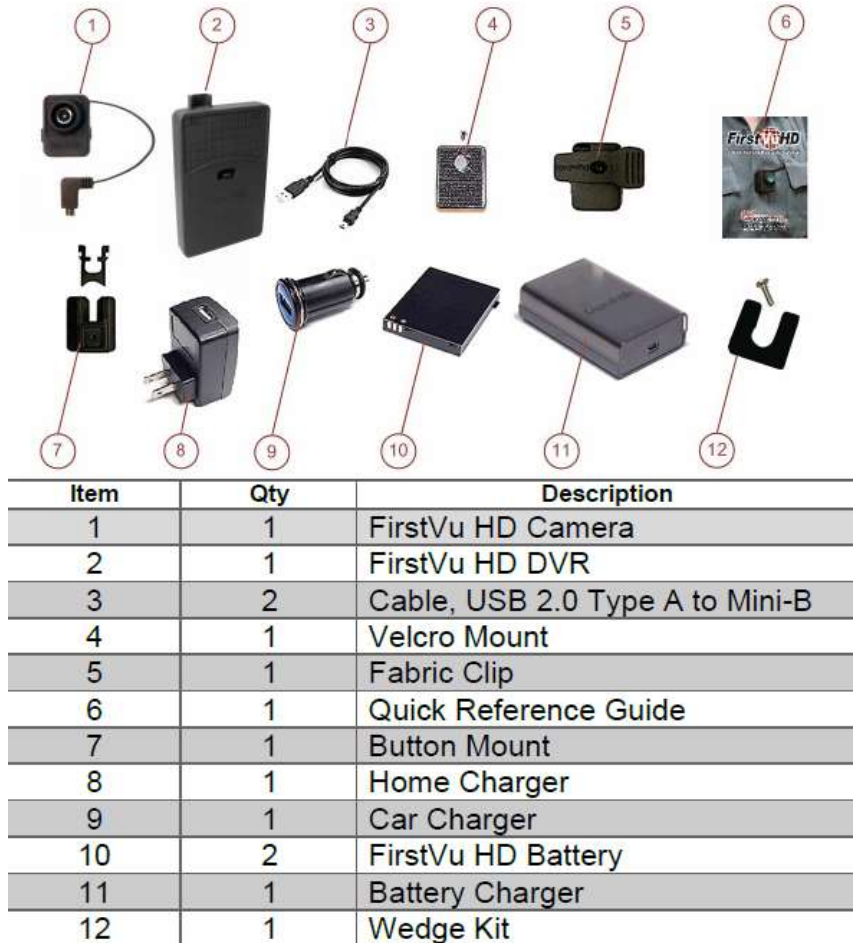 1 2 3 4 5 6
FirstVu HD
7 8 9 10 11 12
Item Qty Description
1 1 FirstVu HD Camera
2 1 FirstVu HD DVR
3 2 Cable, USB 2.0 Type A to Mini-B
4 1 Velcro Mount
5 1 Fabric Clip
6 1 Quick Reference Guide
7 1 Button Mount
8 1 Home Charger
9 1 Car Charger
10 2 FirstVu HD Battery
11 1 Battery Charger
12 1 Wedge Kit